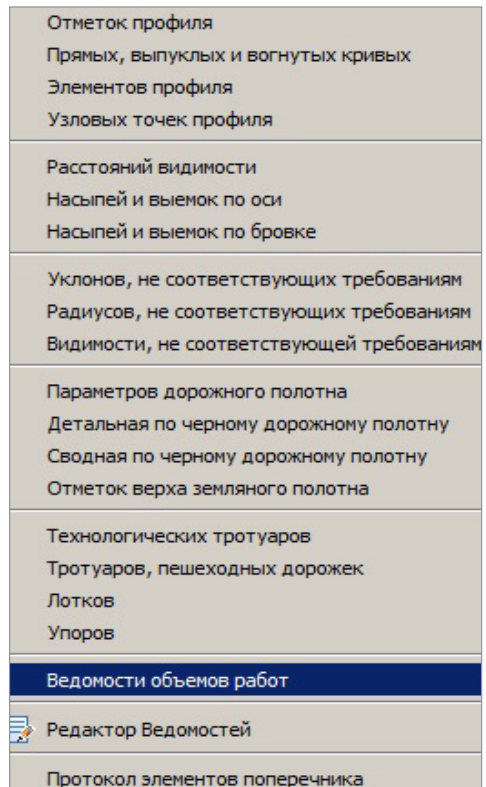 Отметок профиля
Прямых, выпуклых и вогнутых кривых
Элементов профиля
Узловых точек профиля
Расстояний видимости
Насыпей и выемок по оси
Насыпей и выемок по бровке
Уклонов, не соответствующих требованиям
Радиусов, не соответствующих требованиям
Видимости, не соответствующей требованиям
Параметров дорожного полотна
Детальная по черному дорожному полотну
Сводная по черному дорожному полотну
Отметок верха земляного полотна
Технологических тротуаров
Тротуаров, пешеходных дорожек
Лотков
Упоров
Ведомости объемов работ
Редактор Ведомостей
Протокол элементов поперечника